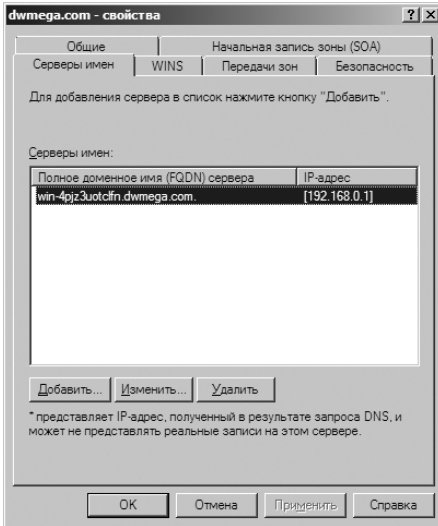 dwmega.com - свойства
Общие
Начальная запись зоны (SOA)
Серверы имен
WINS
Передачи зон
Безопасность
Для добавления сервера в список нажмите кнопку "Добавить".
Серверы имен:
Полное доменное имя (FQDN) сервера
IP-адрес
win-4pjz3uotclfn.dwmega.com.
[192.168.0.1]
Добавить...
Изменить...
Удалить
* представляет IP-адрес, полученный в результате запроса DNS, и
может не представлять реальные записи на этом сервере.
OK
Отмена
Применить
Справка